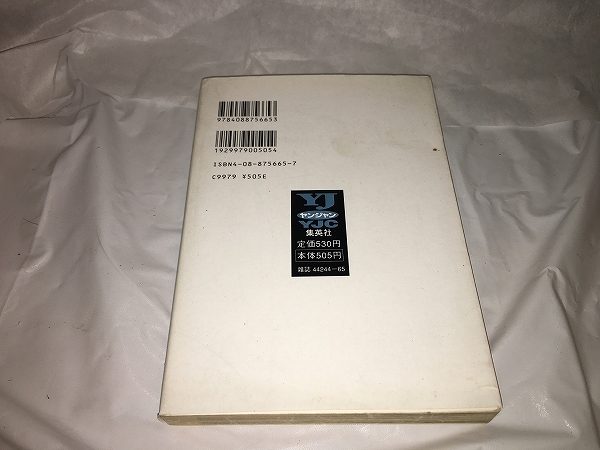 9784088756653
1929979005054
ISBN4-08-875665-7
C9979 ¥505E
YJ
ヤンジャン
YJC
集英社
定価530円
本体505円
雑誌 44244-65